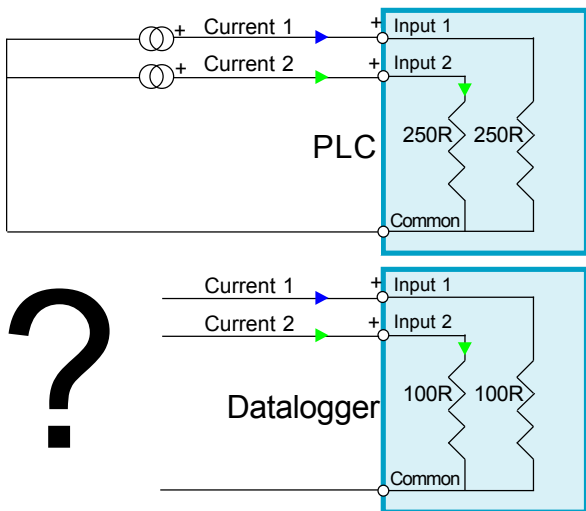 + Current 1 + Input 1
+ Current 2 + Input 2
250R 250R
PLC
Common
Current 1 + Input 1
Current 2 + Input 2
?
100R 100R
Datalogger
Common